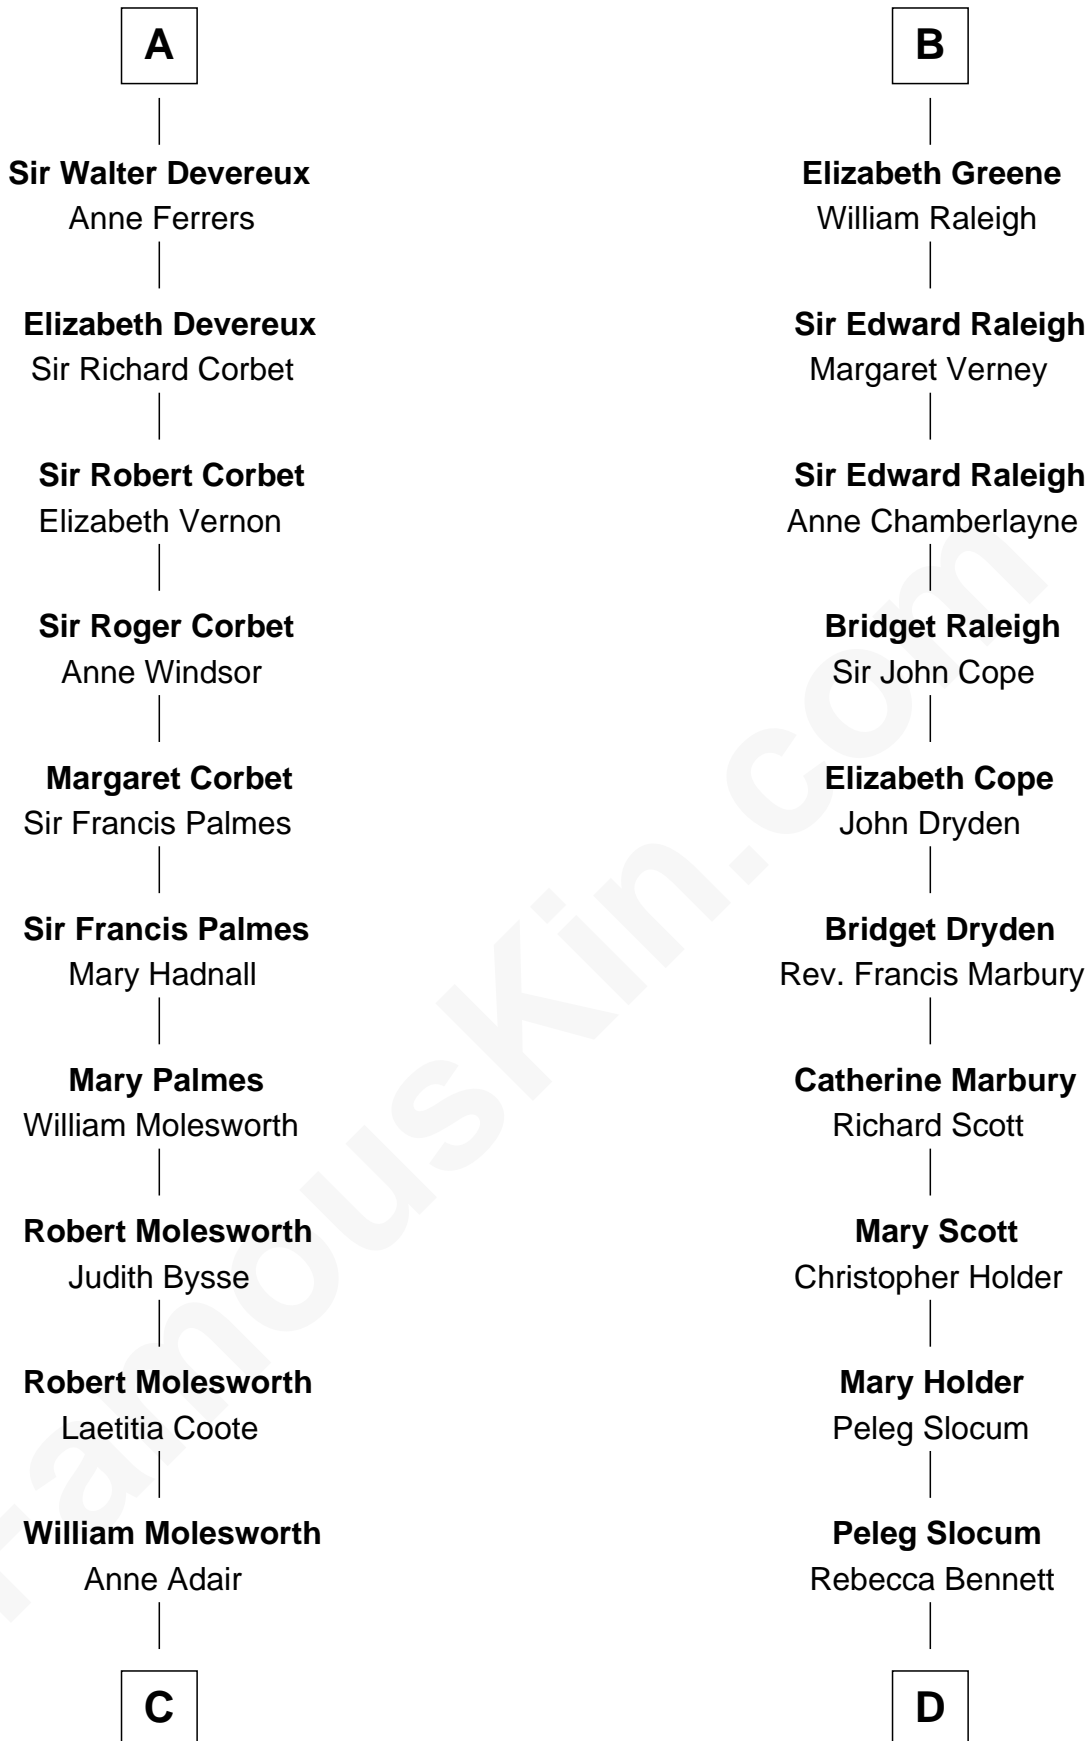 A
Sir Walter Devereux
Anne Ferrers
Elizabeth Devereux
Sir Richard Corbet
Sir Robert Corbet
Elizabeth Vernon
Sir Roger Corbet
Anne Windsor
Margaret Corbet
Sir Francis Palmes
Sir Francis Palmes
Mary Hadnall
Mary Palmes
William Molesworth
Robert Molesworth
Judith Bysse
Robert Molesworth
Laetitia Coote
William Molesworth
Anne Adair
C
B
Elizabeth Greene
William Raleigh
Sir Edward Raleigh
Margaret Verney
Sir Edward Raleigh
Anne Chamberlayne
Bridget Raleigh
Sir John Cope
Elizabeth Cope
John Dryden
Bridget Dryden
Rev. Francis Marbury
Catherine Marbury
Richard Scott
Mary Scott
Christopher Holder
Mary Holder
Peleg Slocum
Peleg Slocum
Rebecca Bennett
D
FamousKin.com